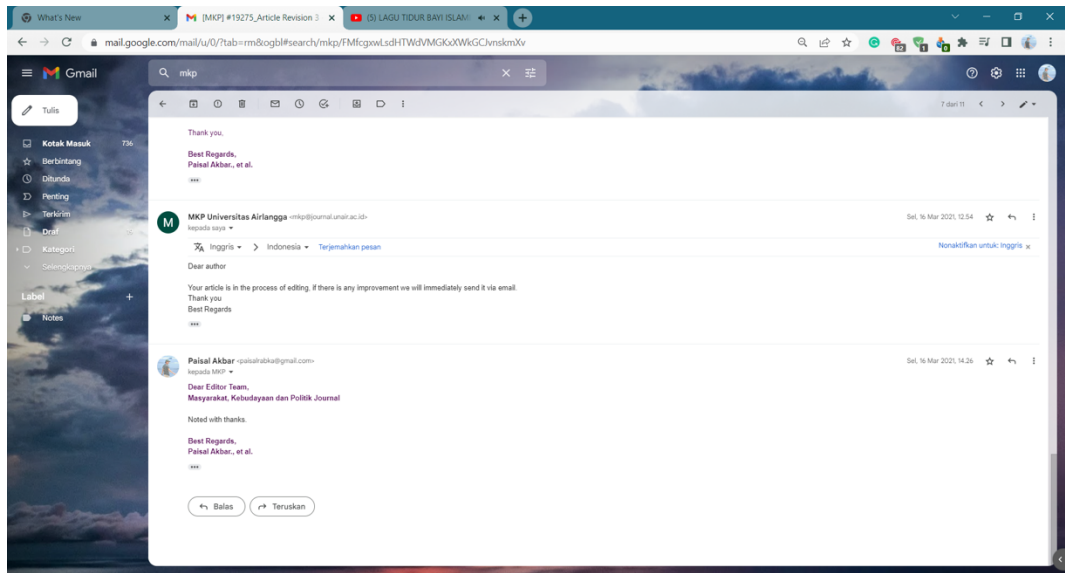 What's New
[MKP] #19275_Article Revision 3
(5) LAGU TIDUR BAYI ISLAMI
mail.google.com/mail/u/0/?tab=rm&ogbl#search/mkp/FMfcgxwLsdHTWdVMGKxXWkGCJvnskmXv
Gmail
mkp
Tulis
7 dari 11
Kotak Masuk 736
Berbintang
Ditunda
Penting
Terkirim
Draf
Kategori
Selengkapnya
Label
Notes
Thank you,
Best Regards,
Paisal Akbar., et al.
M
MKP Universitas Airlangga <mkp@journal.unair.ac.id>
Sel, 16 Mar 2021, 12.54
kepada saya
Inggris > Indonesia Terjemahkan pesan
Nonaktifkan untuk: Inggris x
Dear author
Your article is in the process of editing, if there is any improvement we will immediately send it via email.
Thank you
Best Regards
Paisal Akbar <paisalrabka@gmail.com>
Sel, 16 Mar 2021, 14.26
kepada MKP
Dear Editor Team,
Masyarakat, Kebudayaan dan Politik Journal
Noted with thanks.
Best Regards,
Paisal Akbar., et al.
Balas
Teruskan